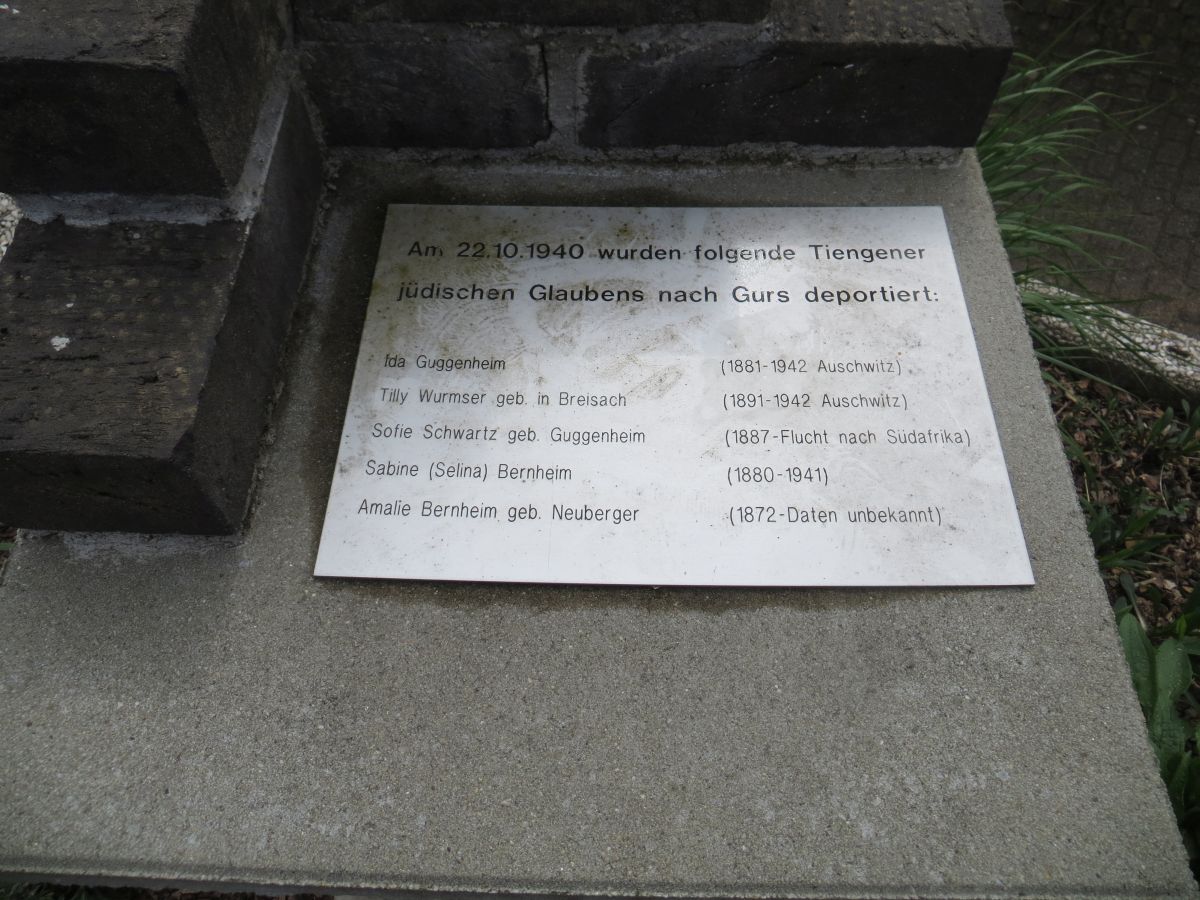 Am 22.10.1940 wurden folgende Tiengener
jüdischen Glaubens nach Gurs deportiert:
Ida Guggenheim (1881-1942 Auschwitz)
Tilly Wurmser geb. in Breisach (1891-1942 Auschwitz)
Sofie Schwartz geb. Guggenheim (1887-Flucht nach Südafrika)
Sabine (Selina) Bernheim (1880-1941)
Amalie Bernheim geb. Neuberger (1872-Daten unbekannt)